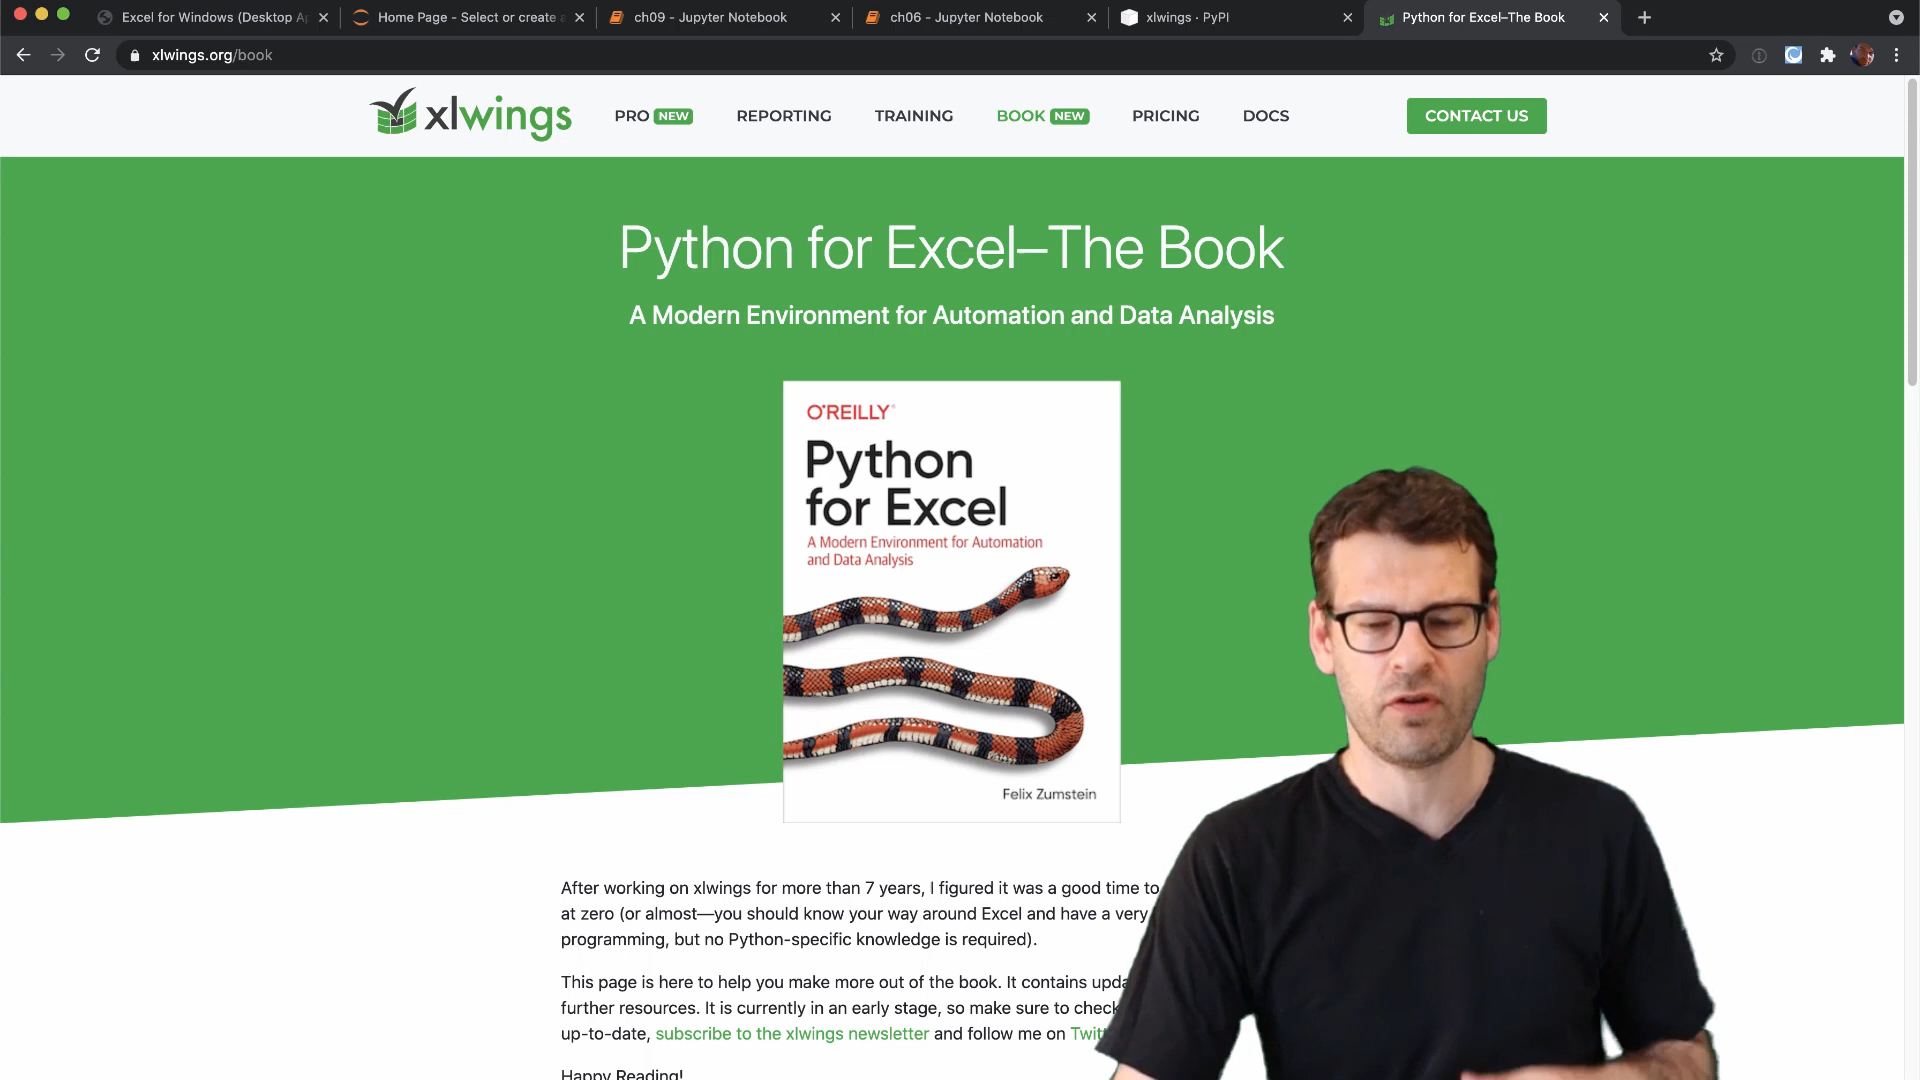 Excel for Windows (Desktop Ap
Home Page - Select or create a
ch09 - Jupyter Notebook
ch06 - Jupyter Notebook
xlwings · PyPI
Python for Excel–The Book
xlwings.org/book
xlwings
PRO NEW
REPORTING
TRAINING
BOOK NEW
PRICING
DOCS
CONTACT US
Python for Excel–The Book
A Modern Environment for Automation and Data Analysis
O'REILLY
Python
for Excel
A Modern Environment for Automation
and Data Analysis
Felix Zumstein
After working on xlwings for more than 7 years, I figured it was a good time to
at zero (or almost—you should know your way around Excel and have a very
programming, but no Python-specific knowledge is required).
This page is here to help you make more out of the book. It contains upda
further resources. It is currently in an early stage, so make sure to check
up-to-date, subscribe to the xlwings newsletter and follow me on Twitt
Happy Reading!